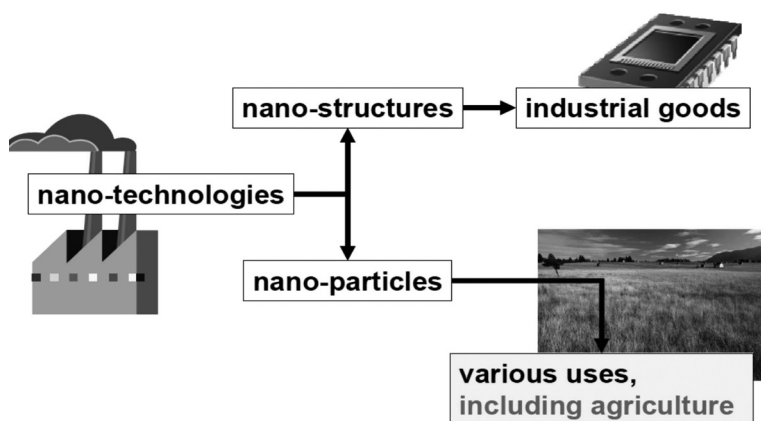 nano-structures
industrial goods
nano-technologies
nano-particles
various uses,
including agriculture